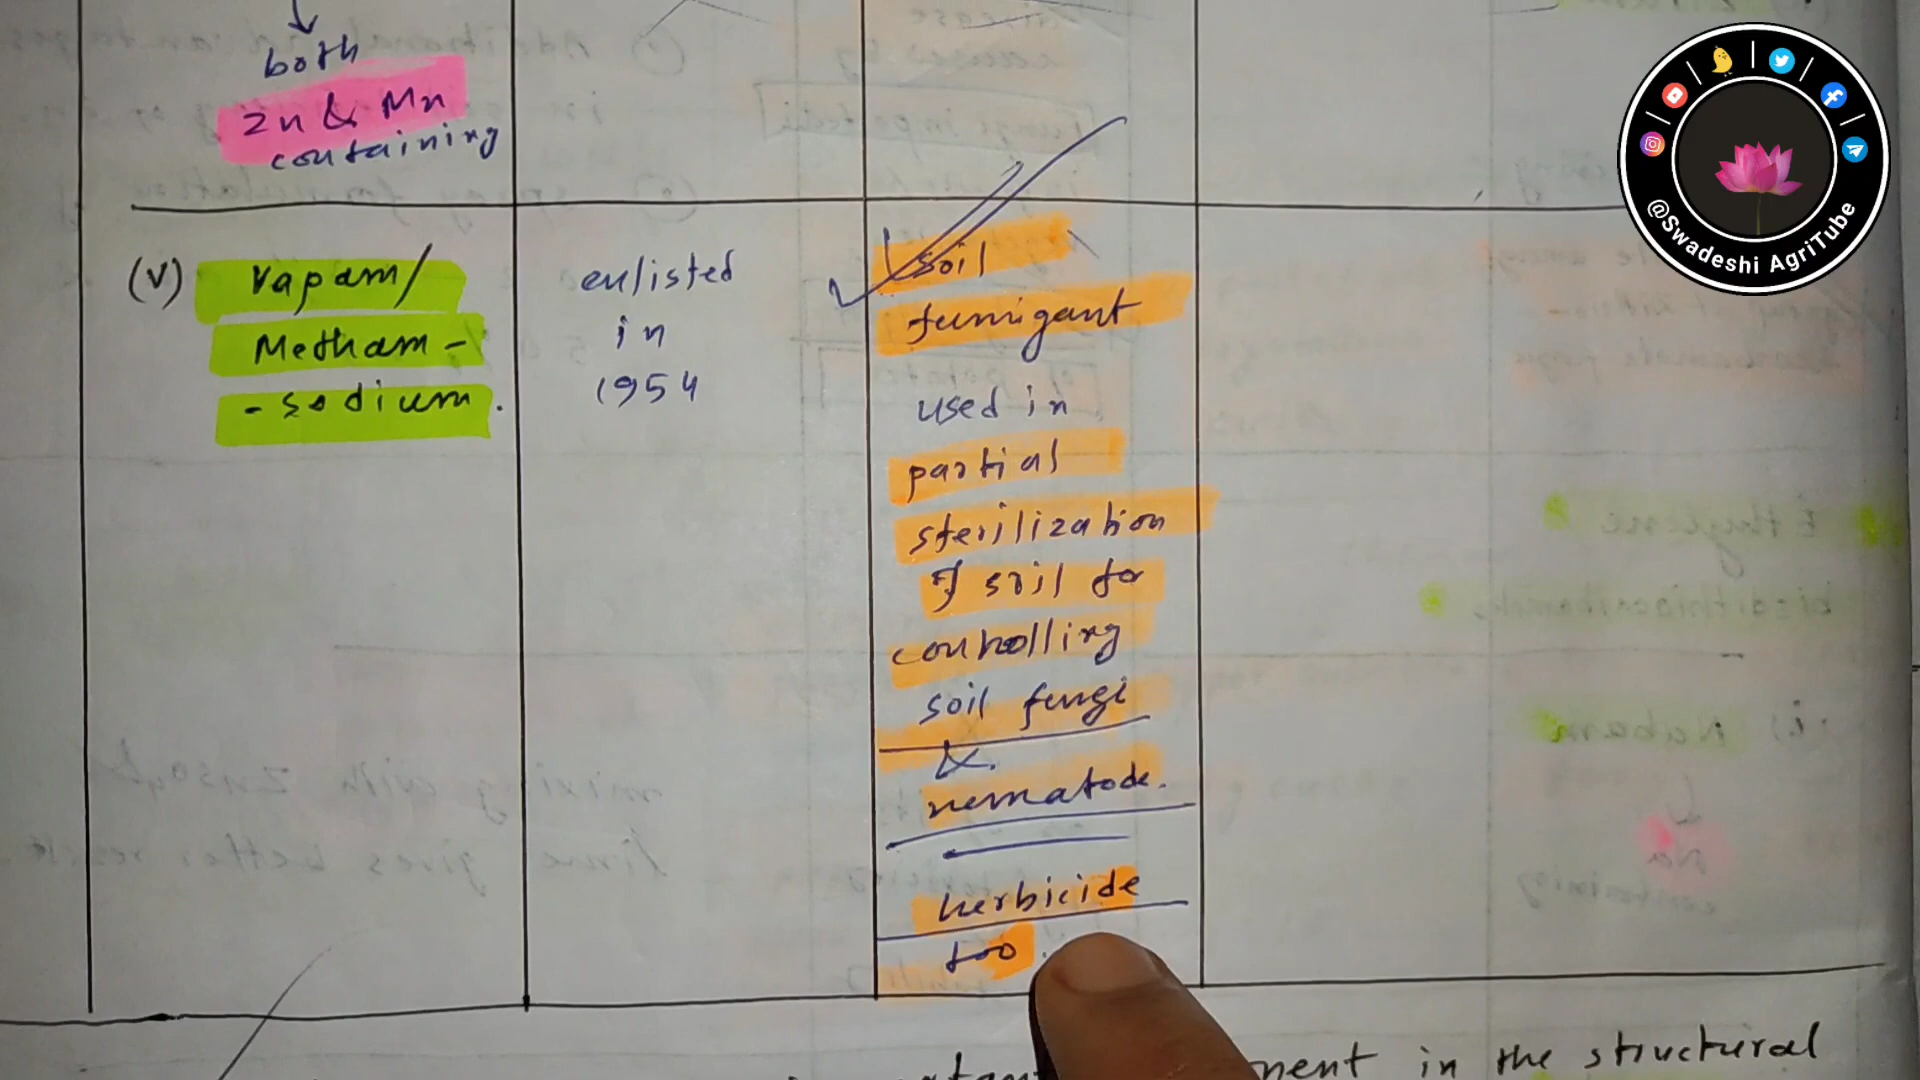 both
Zn & Mn
containing
(V) Vapam/
Metham-
-sodium.
enlisted
in
1954
soil
fumigant
used in
partial
sterilization
of soil for
controlling
soil fungi
&
nematode.
herbicide
too
in the structural
@Swadeshi AgriTube